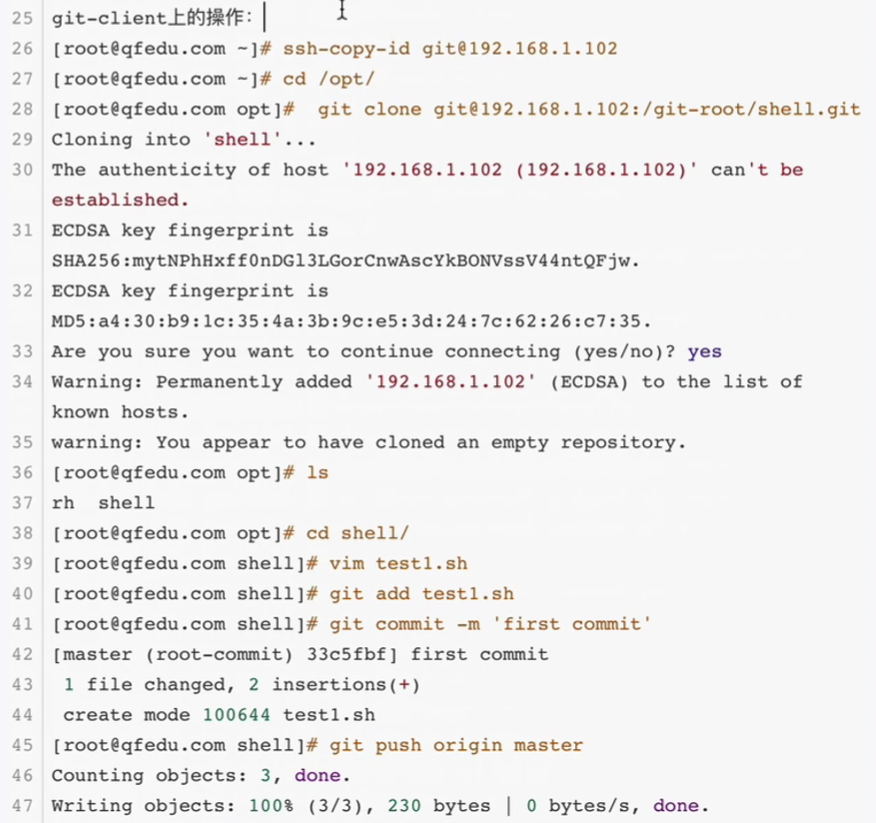 25 git-client上的操作：
26 [root@qfedu.com ~]# ssh-copy-id git@192.168.1.102
27 [root@qfedu.com ~]# cd /opt/
28 [root@qfedu.com opt]#  git clone git@192.168.1.102:/git-root/shell.git
29 Cloning into 'shell'...
30 The authenticity of host '192.168.1.102 (192.168.1.102)' can't be
established.
31 ECDSA key fingerprint is
SHA256:mytNPhHxff0nDGl3LGorCnwAscYkBONVssV44ntQFjw.
32 ECDSA key fingerprint is
MD5:a4:30:b9:1c:35:4a:3b:9c:e5:3d:24:7c:62:26:c7:35.
33 Are you sure you want to continue connecting (yes/no)? yes
34 Warning: Permanently added '192.168.1.102' (ECDSA) to the list of
known hosts.
35 warning: You appear to have cloned an empty repository.
36 [root@qfedu.com opt]# ls
37 rh  shell
38 [root@qfedu.com opt]# cd shell/
39 [root@qfedu.com shell]# vim test1.sh
40 [root@qfedu.com shell]# git add test1.sh
41 [root@qfedu.com shell]# git commit -m 'first commit'
42 [master (root-commit) 33c5fbf] first commit
43  1 file changed, 2 insertions(+)
44  create mode 100644 test1.sh
45 [root@qfedu.com shell]# git push origin master
46 Counting objects: 3, done.
47 Writing objects: 100% (3/3), 230 bytes | 0 bytes/s, done.